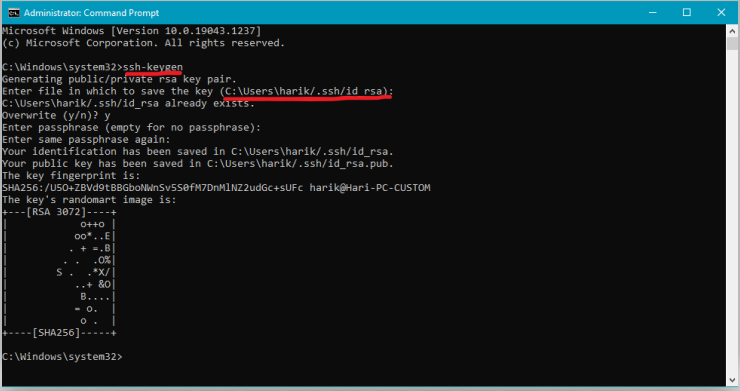 Administrator: Command Prompt
Microsoft Windows [Version 10.0.19043.1237]
(c) Microsoft Corporation. All rights reserved.
C:\Windows\system32>ssh-keygen
Generating public/private rsa key pair.
Enter file in which to save the key (C:\Users\harik/.ssh/id_rsa):
C:\Users\harik/.ssh/id_rsa already exists.
Overwrite (y/n)? y
Enter passphrase (empty for no passphrase):
Enter same passphrase again:
Your identification has been saved in C:\Users\harik/.ssh/id_rsa.
Your public key has been saved in C:\Users\harik/.ssh/id_rsa.pub.
The key fingerprint is:
SHA256:/U5O+ZBVd9tBBGboNWnSv5S0fM7DnMlNZ2udGc+sUFc harik@Hari-PC-CUSTOM
The key's randomart image is:
+---[RSA 3072]----+
|           o++o  |
|          oo*..E|
|         . + =.B|
|        . .  .O%|
|       S .  .*X/|
|          ..+ &O|
|           B....|
|          = o.  |
|           o .  |
+----[SHA256]-----+
C:\Windows\system32>